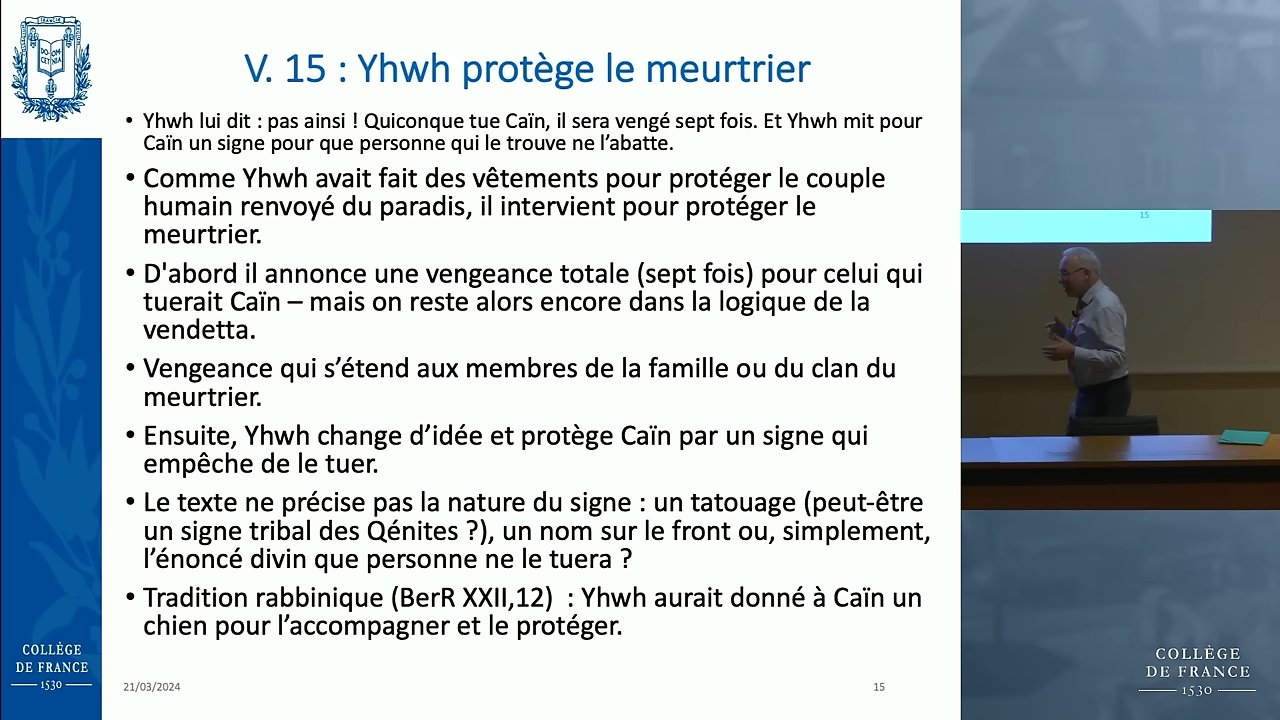 V. 15 : Yhwh protège le meurtrier
• Yhwh lui dit : pas ainsi ! Quiconque tue Caïn, il sera vengé sept fois. Et Yhwh mit pour
Caïn un signe pour que personne qui le trouve ne l’abatte.
• Comme Yhwh avait fait des vêtements pour protéger le couple
humain renvoyé du paradis, il intervient pour protéger le
meurtrier.
• D'abord il annonce une vengeance totale (sept fois) pour celui qui
tuerait Caïn – mais on reste alors encore dans la logique de la
vendetta.
• Vengeance qui s’étend aux membres de la famille ou du clan du
meurtrier.
• Ensuite, Yhwh change d’idée et protège Caïn par un signe qui
empêche de le tuer.
• Le texte ne précise pas la nature du signe : un tatouage (peut-être
un signe tribal des Qénites ?), un nom sur le front ou, simplement,
l’énoncé divin que personne ne le tuera ?
• Tradition rabbinique (BerR XXII,12) : Yhwh aurait donné à Caïn un
chien pour l’accompagner et le protéger.
21/03/2024
15
COLLÈGE
DE FRANCE
1530
15
COLLÈGE
DE FRANCE
1530